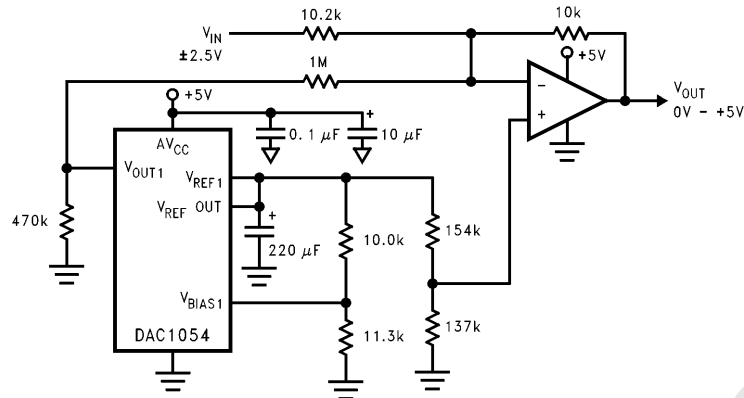 10.2k
10k
V_IN
±2.5V
+5V
1M
V_OUT
0V - +5V
+5V
0.1 µF
10 µF
AV_CC
V_OUT1
V_REF1
V_REF OUT
470k
220 µF
10.0k
154k
V_BIAS1
11.3k
137k
DAC1054